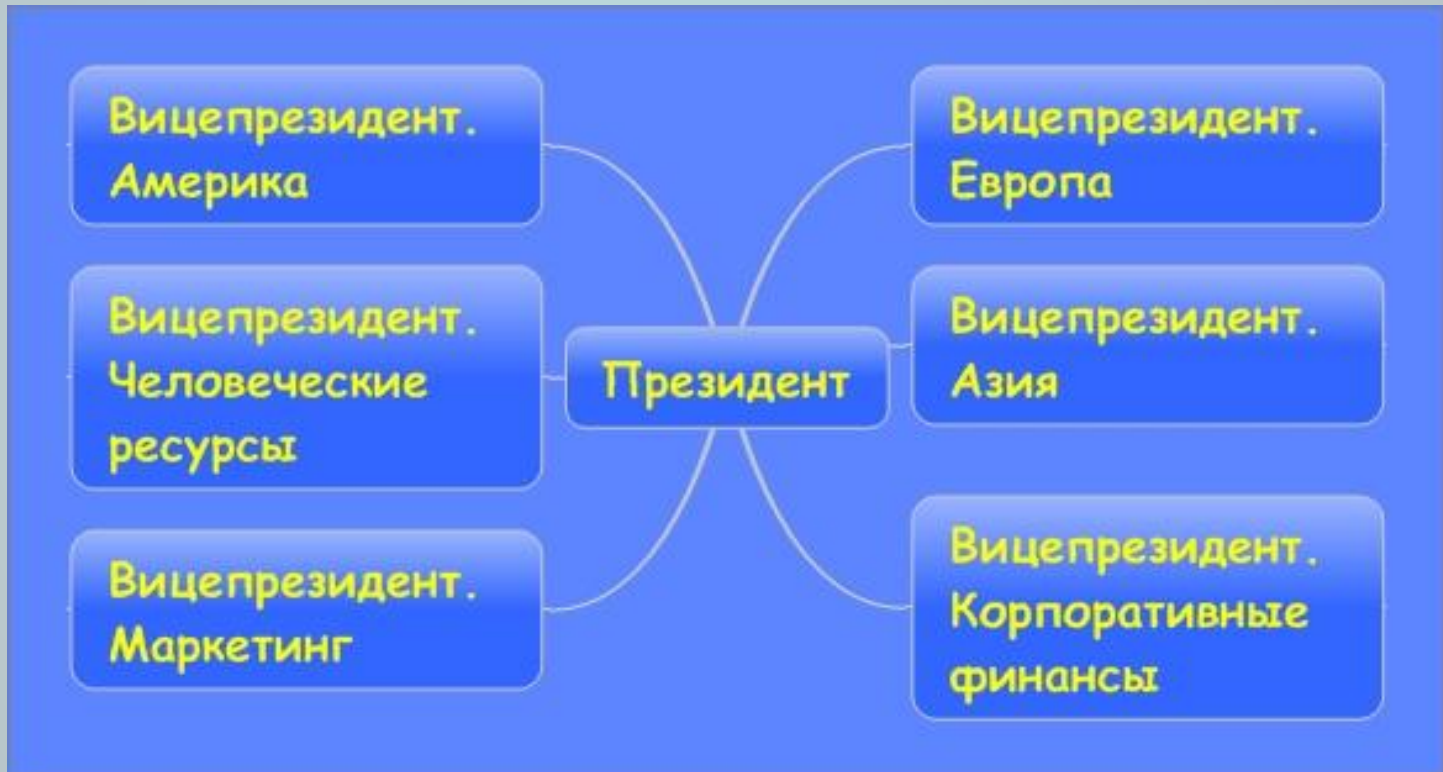 Вицепрезидент.
Америка
Вицепрезидент.
Человеческие
ресурсы
Вицепрезидент.
Маркетинг
Президент
Вицепрезидент.
Европа
Вицепрезидент.
Азия
Вицепрезидент.
Корпоративные
финансы